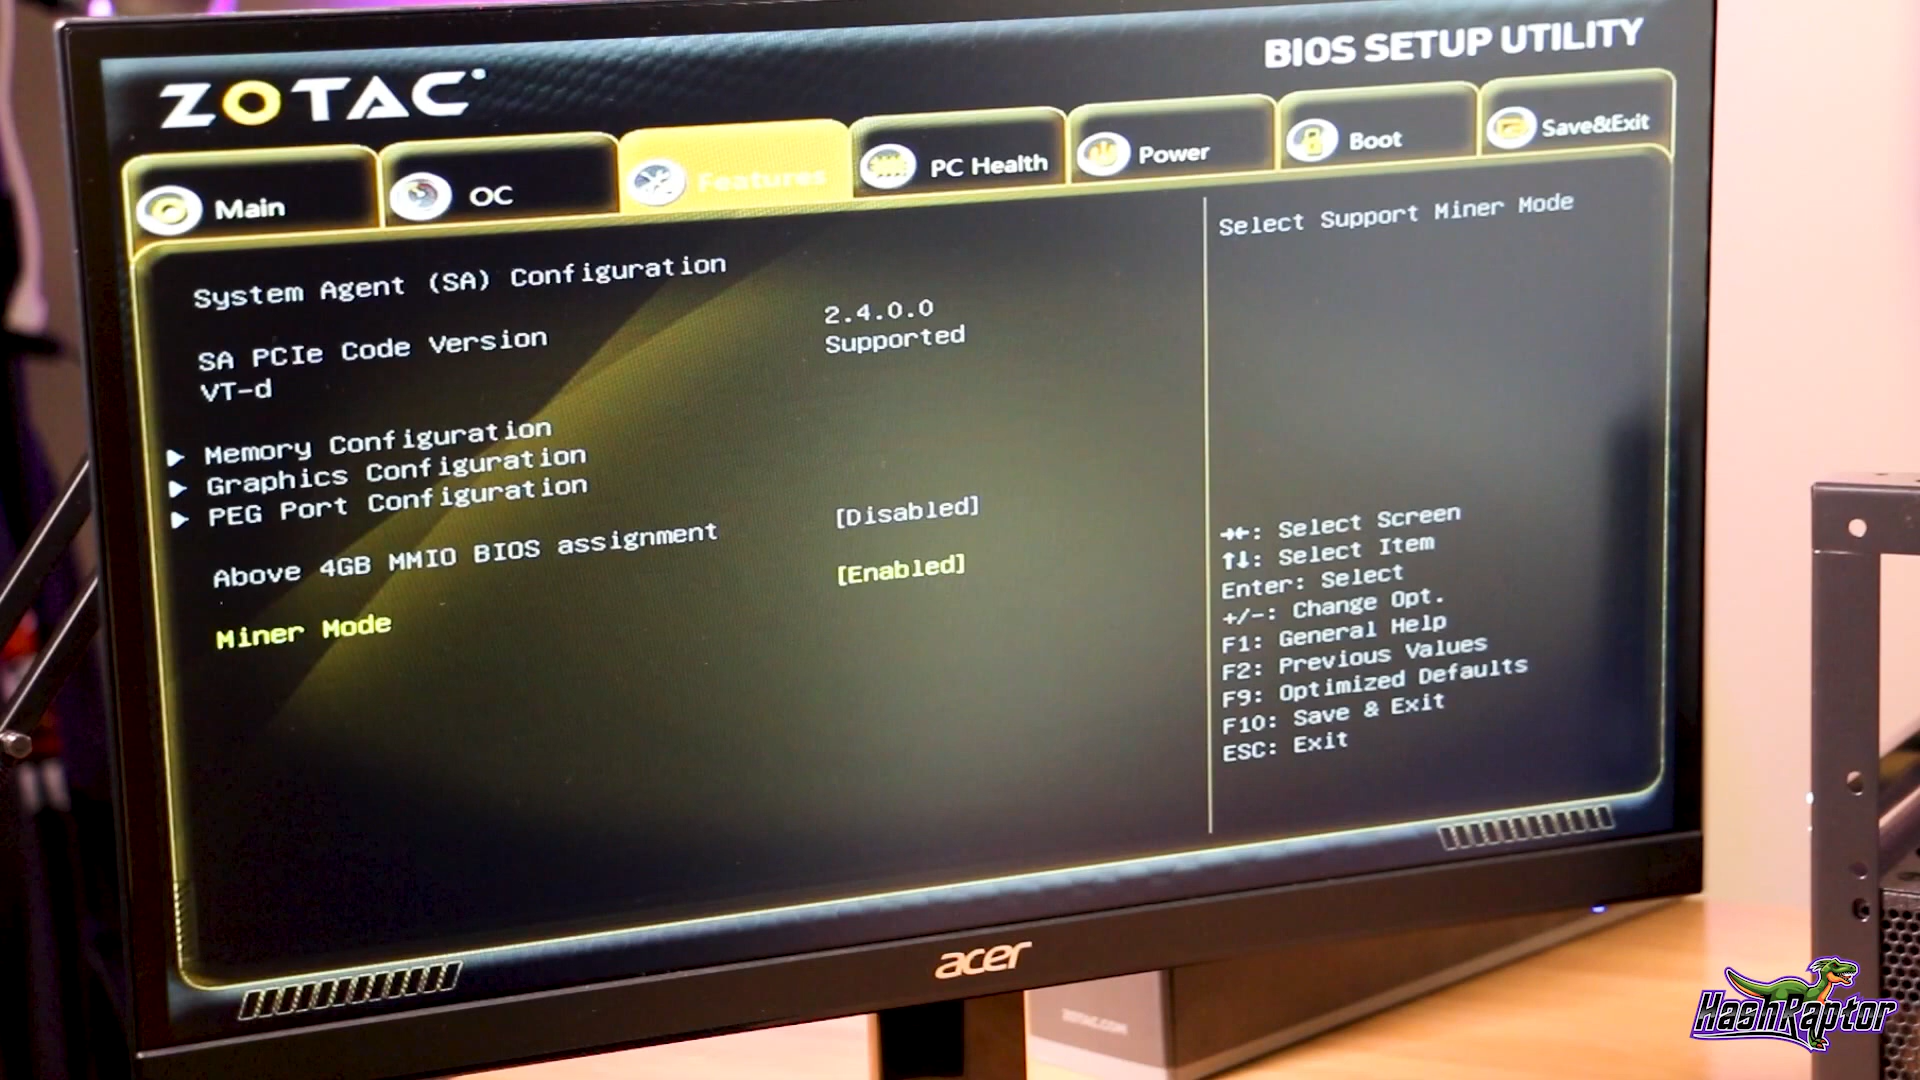 ZOTAC
BIOS SETUP UTILITY
Main
OC
Features
PC Health
Power
Boot
Save&Exit
System Agent (SA) Configuration
SA PCIe Code Version 2.4.0.0
VT-d Supported
Memory Configuration
Graphics Configuration
PEG Port Configuration
Above 4GB MMIO BIOS assignment [Disabled]
Miner Mode [Enabled]
Select Support Miner Mode
→←: Select Screen
↑↓: Select Item
Enter: Select
+/-: Change Opt.
F1: General Help
F2: Previous Values
F9: Optimized Defaults
F10: Save & Exit
ESC: Exit
acer
ZOTAC.COM
HashRaptor